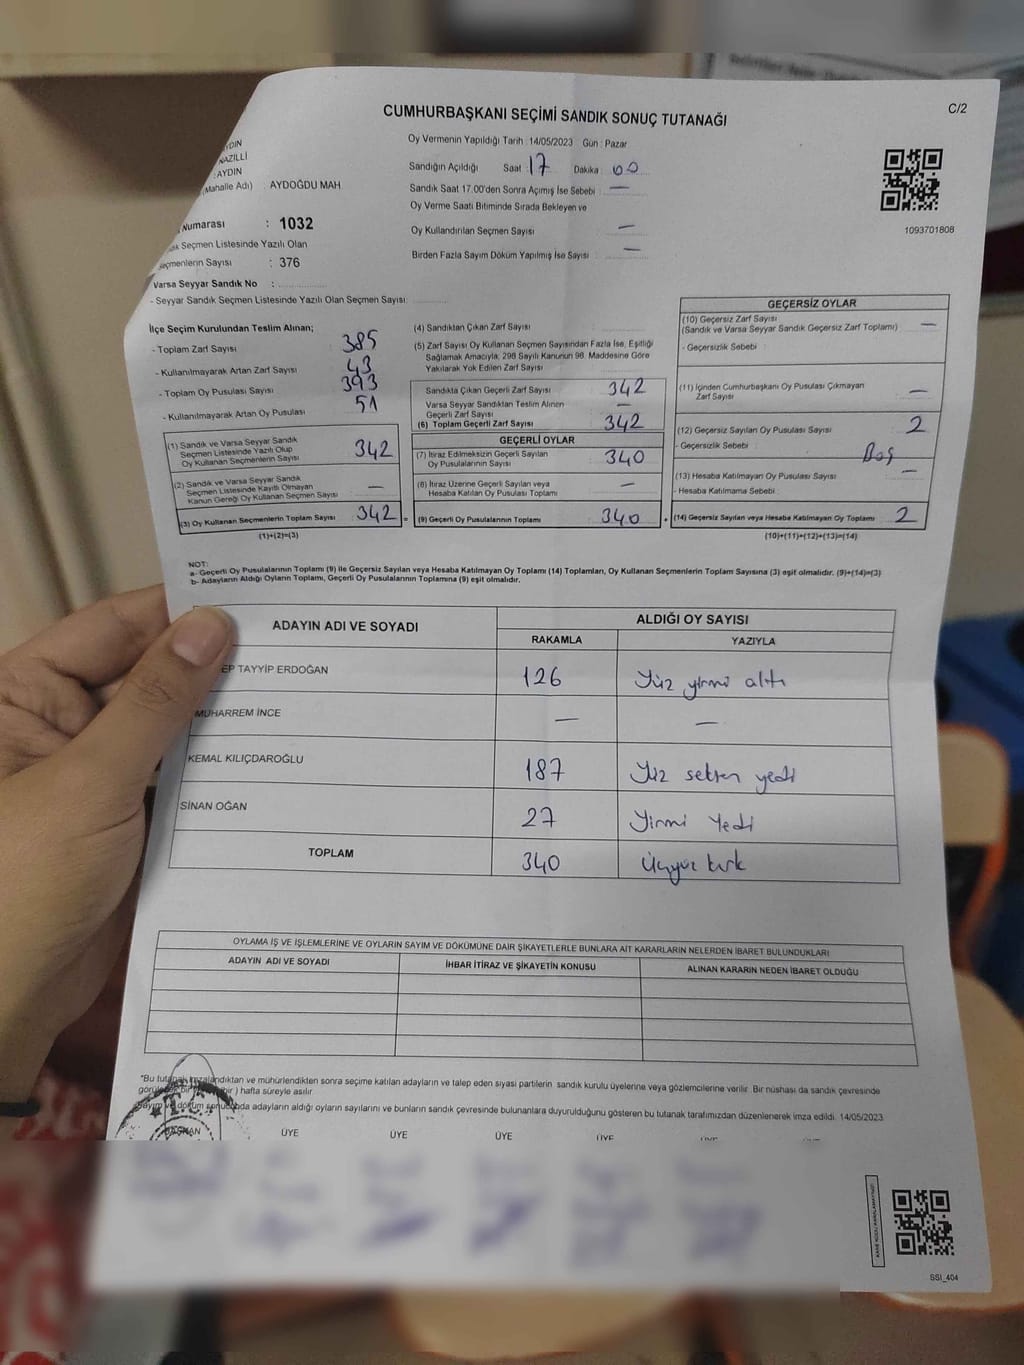 CUMHURBAŞKANI SEÇİMİ SANDIK SONUÇ TUTANAĞI
C/2
YDIN
NAZİLLİ
: AYDIN
(Mahalle Adı) : AYDOĞDU MAH
Numarası : 1032
Seçmen Listesinde Yazılı Olan
Seçmenlerin Sayısı : 376
Varsa Seyyar Sandık No :
- Seyyar Sandık Seçmen Listesinde Yazılı Olan Seçmen Sayısı:
Oy Vermenin Yapıldığı Tarih : 14/05/2023 Gün : Pazar
Sandığın Açıldığı Saat : 17 Dakika : 00
Sandık Saat 17.00'den Sonra Açımış İse Sebebi : —
Oy Verme Saati Bitiminde Sırada Bekleyen ve
Oy Kullandırılan Seçmen Sayısı : —
Birden Fazla Sayım Döküm Yapılmış İse Sayısı : —
1093701808
İlçe Seçim Kurulundan Teslim Alınan;
- Toplam Zarf Sayısı 385
- Kullanılmayarak Artan Zarf Sayısı 43
- Toplam Oy Pusulası Sayısı 393
- Kullanılmayarak Artan Oy Pusulası 51
(1) Sandık ve Varsa Seyyar Sandık
Seçmen Listesinde Yazılı Olup
Oy Kullanan Seçmenlerin Sayısı 342
(2) Sandık ve Varsa Seyyar Sandık
Seçmen Listesinde Kayıtlı Olmayan
Kanun Gereği Oy Kullanan Seçmen Sayısı —
(3) Oy Kullanan Seçmenlerin Toplam Sayısı 342 =
(1)+(2)=(3)
(4) Sandıktan Çıkan Zarf Sayısı :
(5) Zarf Sayısı Oy Kullanan Seçmen Sayısından Fazla İse, Eşitliği
Sağlamak Amacıyla; 298 Sayılı Kanunun 98. Maddesine Göre
Yakılarak Yok Edilen Zarf Sayısı :
Sandıkta Çıkan Geçerli Zarf Sayısı 342
Varsa Seyyar Sandıktan Teslim Alınan
Geçerli Zarf Sayısı —
(6) Toplam Geçerli Zarf Sayısı 342
GEÇERLİ OYLAR
(7) İtiraz Edilmeksizin Geçerli Sayılan
Oy Pusulalarının Sayısı 340
(8) İtiraz Üzerine Geçerli Sayılan veya
Hesaba Katılan Oy Pusulası Toplamı —
(9) Geçerli Oy Pusulalarının Toplamı 340 +
GEÇERSİZ OYLAR
(10) Geçersiz Zarf Sayısı
(Sandık ve Varsa Seyyar Sandık Geçersiz Zarf Toplamı) —
- Geçersizlik Sebebi :
(11) İçinden Cumhurbaşkanı Oy Pusulası Çıkmayan
Zarf Sayısı —
(12) Geçersiz Sayılan Oy Pusulası Sayısı 2
- Geçersizlik Sebebi : Boş
(13) Hesaba Katılmayan Oy Pusulası Sayısı —
- Hesaba Katılmama Sebebi :
(14) Geçersiz Sayılan veya Hesaba Katılmayan Oy Toplamı 2
(10)+(11)+(12)+(13)=(14)
NOT:
a- Geçerli Oy Pusulalarının Toplamı (9) ile Geçersiz Sayılan veya Hesaba Katılmayan Oy Toplamı (14) Toplamları, Oy Kullanan Seçmenlerin Toplam Sayısına (3) eşit olmalıdır. (9)+(14)=(3)
b- Adayların Aldığı Oyların Toplamı, Geçerli Oy Pusulalarının Toplamına (9) eşit olmalıdır.
ADAYIN ADI VE SOYADI
ALDIĞI OY SAYISI
RAKAMLA YAZIYLA
EP TAYYİP ERDOĞAN 126 Yüz yirmi altı
MUHARREM İNCE — —
KEMAL KILIÇDAROĞLU 187 Yüz seksen yedi
SİNAN OĞAN 27 Yirmi Yedi
TOPLAM 340 Üçyüz kırk
OYLAMA İŞ VE İŞLEMLERİNE VE OYLARIN SAYIM VE DÖKÜMÜNE DAİR ŞİKAYETLERLE BUNLARA AİT KARARLARIN NELERDEN İBARET BULUNDUKLARI
ADAYIN ADI VE SOYADI İHBAR İTİRAZ VE ŞİKAYETİN KONUSU ALINAN KARARIN NEDEN İBARET OLDUĞU
"Bu tutanak imzalandıktan ve mühürlendikten sonra seçime katılan adayların ve talep eden siyasi partilerin sandık kurulu üyelerine veya gözlemcilerine verilir. Bir nüshası da sandık çevresinde
bir ) hafta süreyle asılır.
Sayım ve döküm sonucunda adayların aldığı oyların sayılarını ve bunların sandık çevresinde bulunanlara duyurulduğunu gösteren bu tutanak tarafımızdan düzenlenerek imza edildi. 14/05/2023
BAŞKAN ÜYE ÜYE ÜYE ÜYE
SSI_404